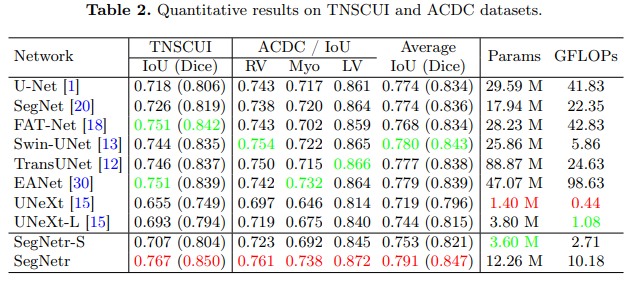 Table 2. Quantitative results on TNSCUI and ACDC datasets.
Network TNSCUI ACDC / IoU Average Params GFLOPs
IoU (Dice) RV Myo LV IoU (Dice)
U-Net [1] 0.718 (0.806) 0.743 0.717 0.861 0.774 (0.834) 29.59 M 41.83
SegNet [20] 0.726 (0.819) 0.738 0.720 0.864 0.774 (0.836) 17.94 M 22.35
FAT-Net [18] 0.751 (0.842) 0.743 0.702 0.859 0.768 (0.834) 28.23 M 42.83
Swin-UNet [13] 0.744 (0.835) 0.754 0.722 0.865 0.780 (0.843) 25.86 M 5.86
TransUNet [12] 0.746 (0.837) 0.750 0.715 0.866 0.777 (0.838) 88.87 M 24.63
EANet [30] 0.751 (0.839) 0.742 0.732 0.864 0.779 (0.839) 47.07 M 98.63
UNeXt [15] 0.655 (0.749) 0.697 0.646 0.814 0.719 (0.796) 1.40 M 0.44
UNeXt-L [15] 0.693 (0.794) 0.719 0.675 0.840 0.744 (0.815) 3.80 M 1.08
SegNetr-S 0.707 (0.804) 0.723 0.692 0.845 0.753 (0.821) 3.60 M 2.71
SegNetr 0.767 (0.850) 0.761 0.738 0.872 0.791 (0.847) 12.26 M 10.18